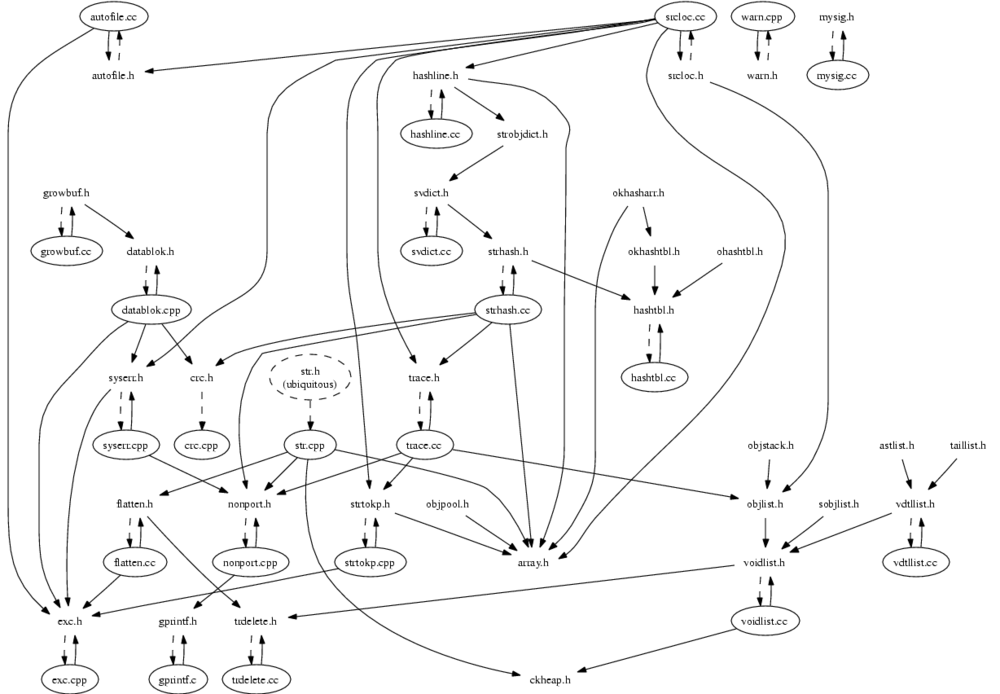 autofile.cc
srcloc.cc
warn.cpp
mysig.h
autofile.h
hashline.h
srcloc.h
warn.h
mysig.cc
hashline.cc
strobjdict.h
growbuf.h
svdict.h
okhasharr.h
growbuf.cc
datablok.h
svdict.cc
strhash.h
okhashtbl.h
ohashtbl.h
datablok.cpp
strhash.cc
hashtbl.h
syserr.h
crc.h
str.h
(ubiquitous)
trace.h
hashtbl.cc
syserr.cpp
crc.cpp
str.cpp
trace.cc
objstack.h
astlist.h
taillist.h
flatten.h
nonport.h
strtokp.h
objpool.h
objlist.h
sobjlist.h
vdtllist.h
flatten.cc
nonport.cpp
strtokp.cpp
array.h
voidlist.h
vdtllist.cc
exc.h
gprintf.h
trdelete.h
voidlist.cc
exc.cpp
gprintf.c
trdelete.cc
ckheap.h